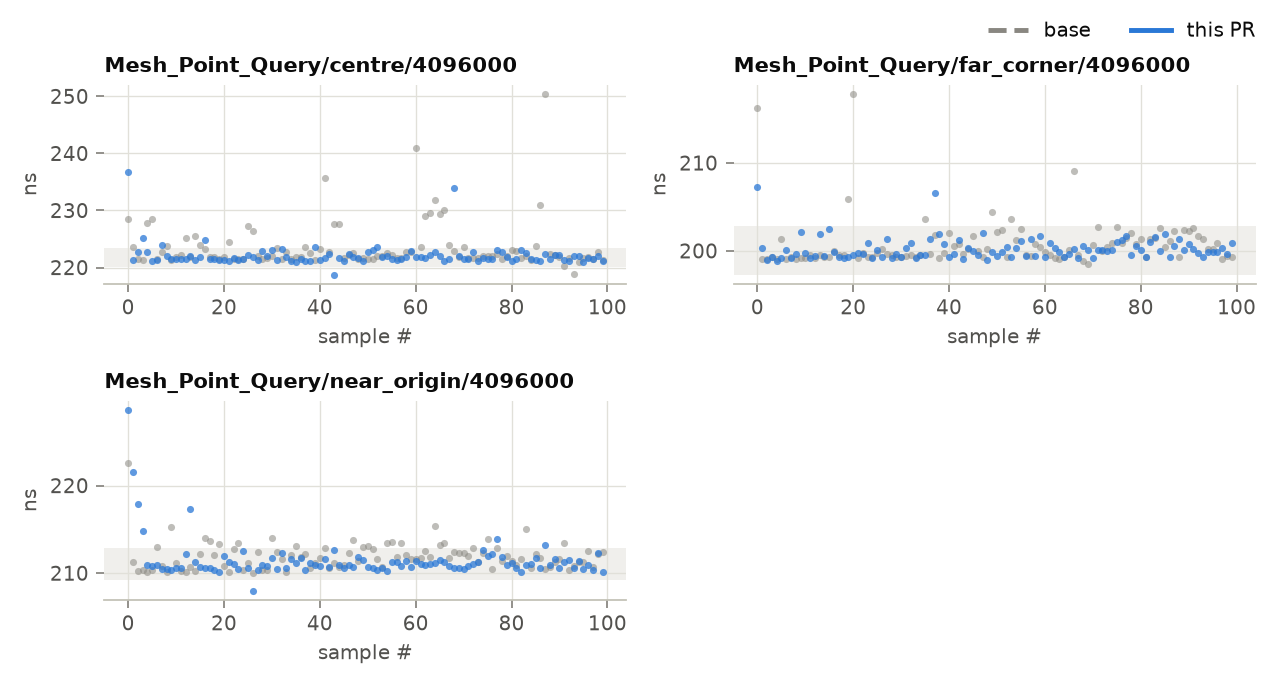 base this PR
Mesh_Point_Query/centre/4096000
250
240
230
220
ns
0 20 40 60 80 100
sample #
Mesh_Point_Query/far_corner/4096000
210
200
ns
0 20 40 60 80 100
sample #
Mesh_Point_Query/near_origin/4096000
220
210
ns
0 20 40 60 80 100
sample #